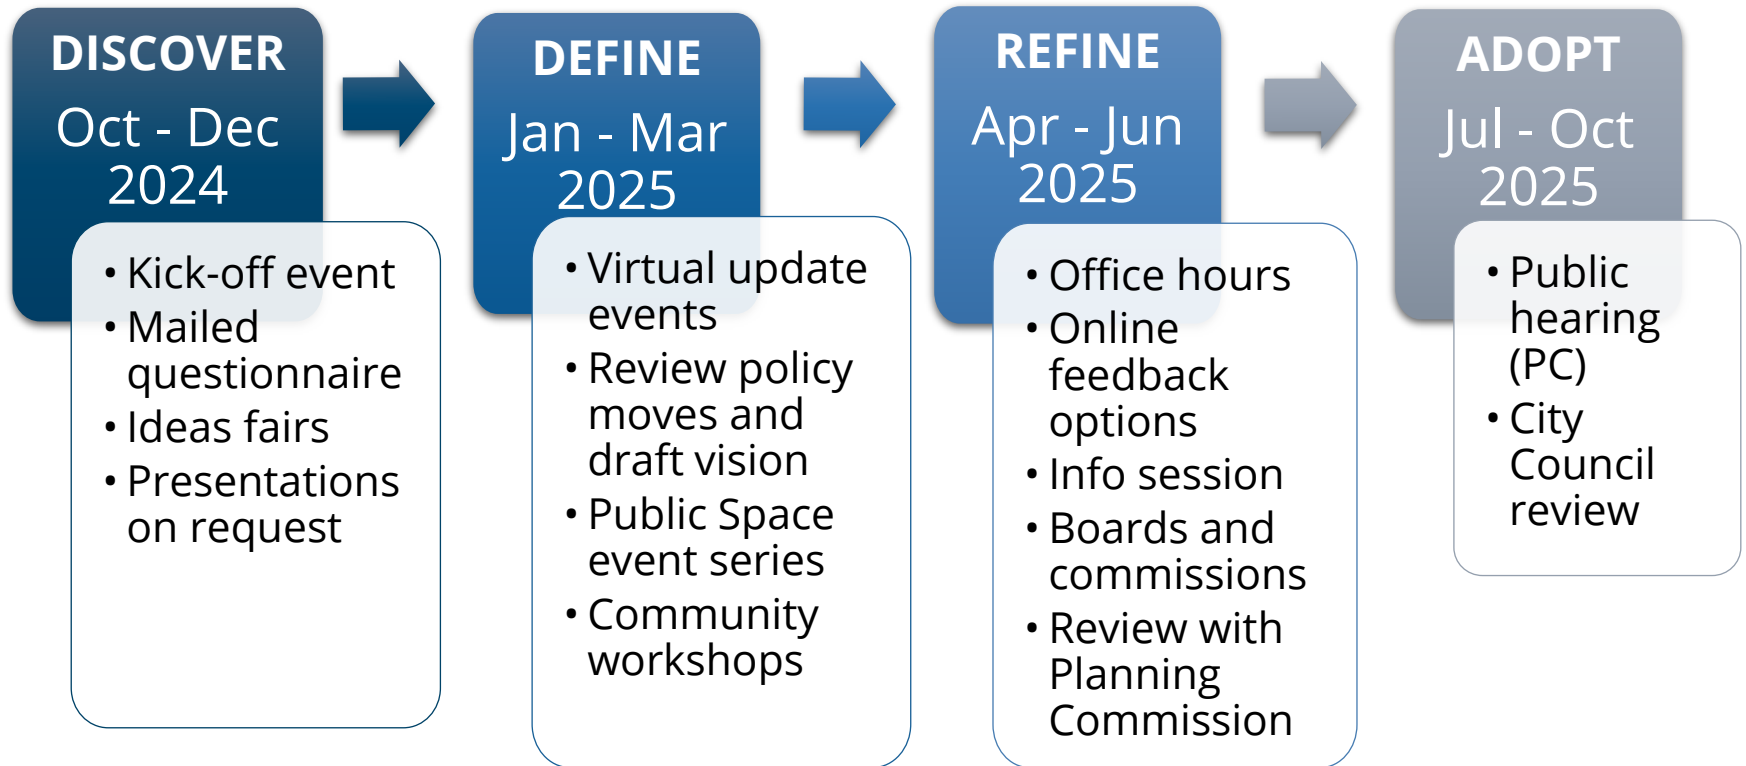 DISCOVER
Oct - Dec
2024
• Kick-off event
• Mailed
questionnaire
• Ideas fairs
• Presentations
on request
DEFINE
Jan - Mar
2025
• Virtual update
events
• Review policy
moves and
draft vision
• Public Space
event series
• Community
workshops
REFINE
Apr - Jun
2025
• Office hours
• Online
feedback
options
• Info session
• Boards and
commissions
• Review with
Planning
Commission
ADOPT
Jul - Oct
2025
• Public
hearing
(PC)
• City
Council
review